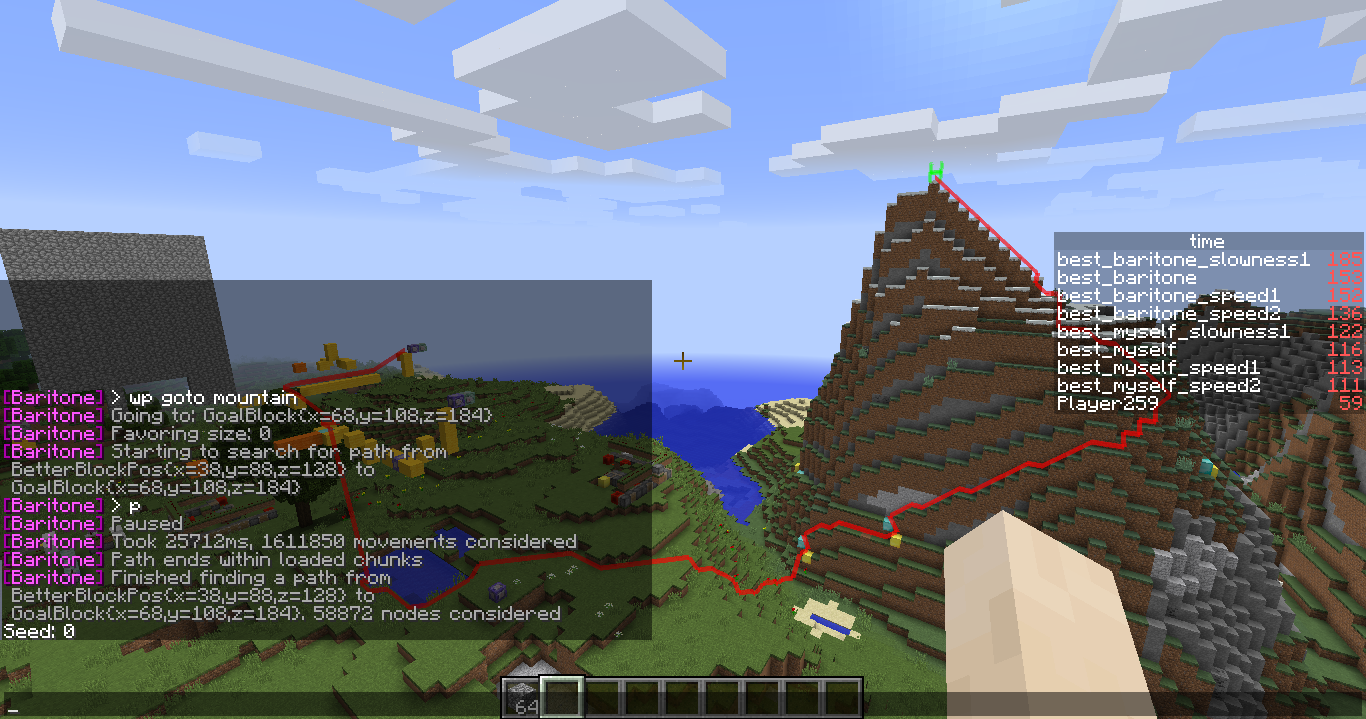 time
best_baritone_slowness1 185
best_baritone 153
best_baritone_speed1 152
best_baritone_speed2 136
best_myself_slowness1 122
best_myself 116
best_myself_speed1 113
best_myself_speed2 111
Player259 59
[Baritone] > wp goto mountain
[Baritone] Going to: GoalBlock{x=68,y=108,z=184}
[Baritone] Favoring size: 0
[Baritone] Starting to search for path from
BetterBlockPos{x=38,y=88,z=128} to
GoalBlock{x=68,y=108,z=184}
[Baritone] > p
[Baritone] Paused
[Baritone] Took 25712ms, 1611850 movements considered
[Baritone] Path ends within loaded chunks
[Baritone] Finished finding a path from
BetterBlockPos{x=38,y=88,z=128} to
GoalBlock{x=68,y=108,z=184}. 58872 nodes considered
Seed: 0
64
_